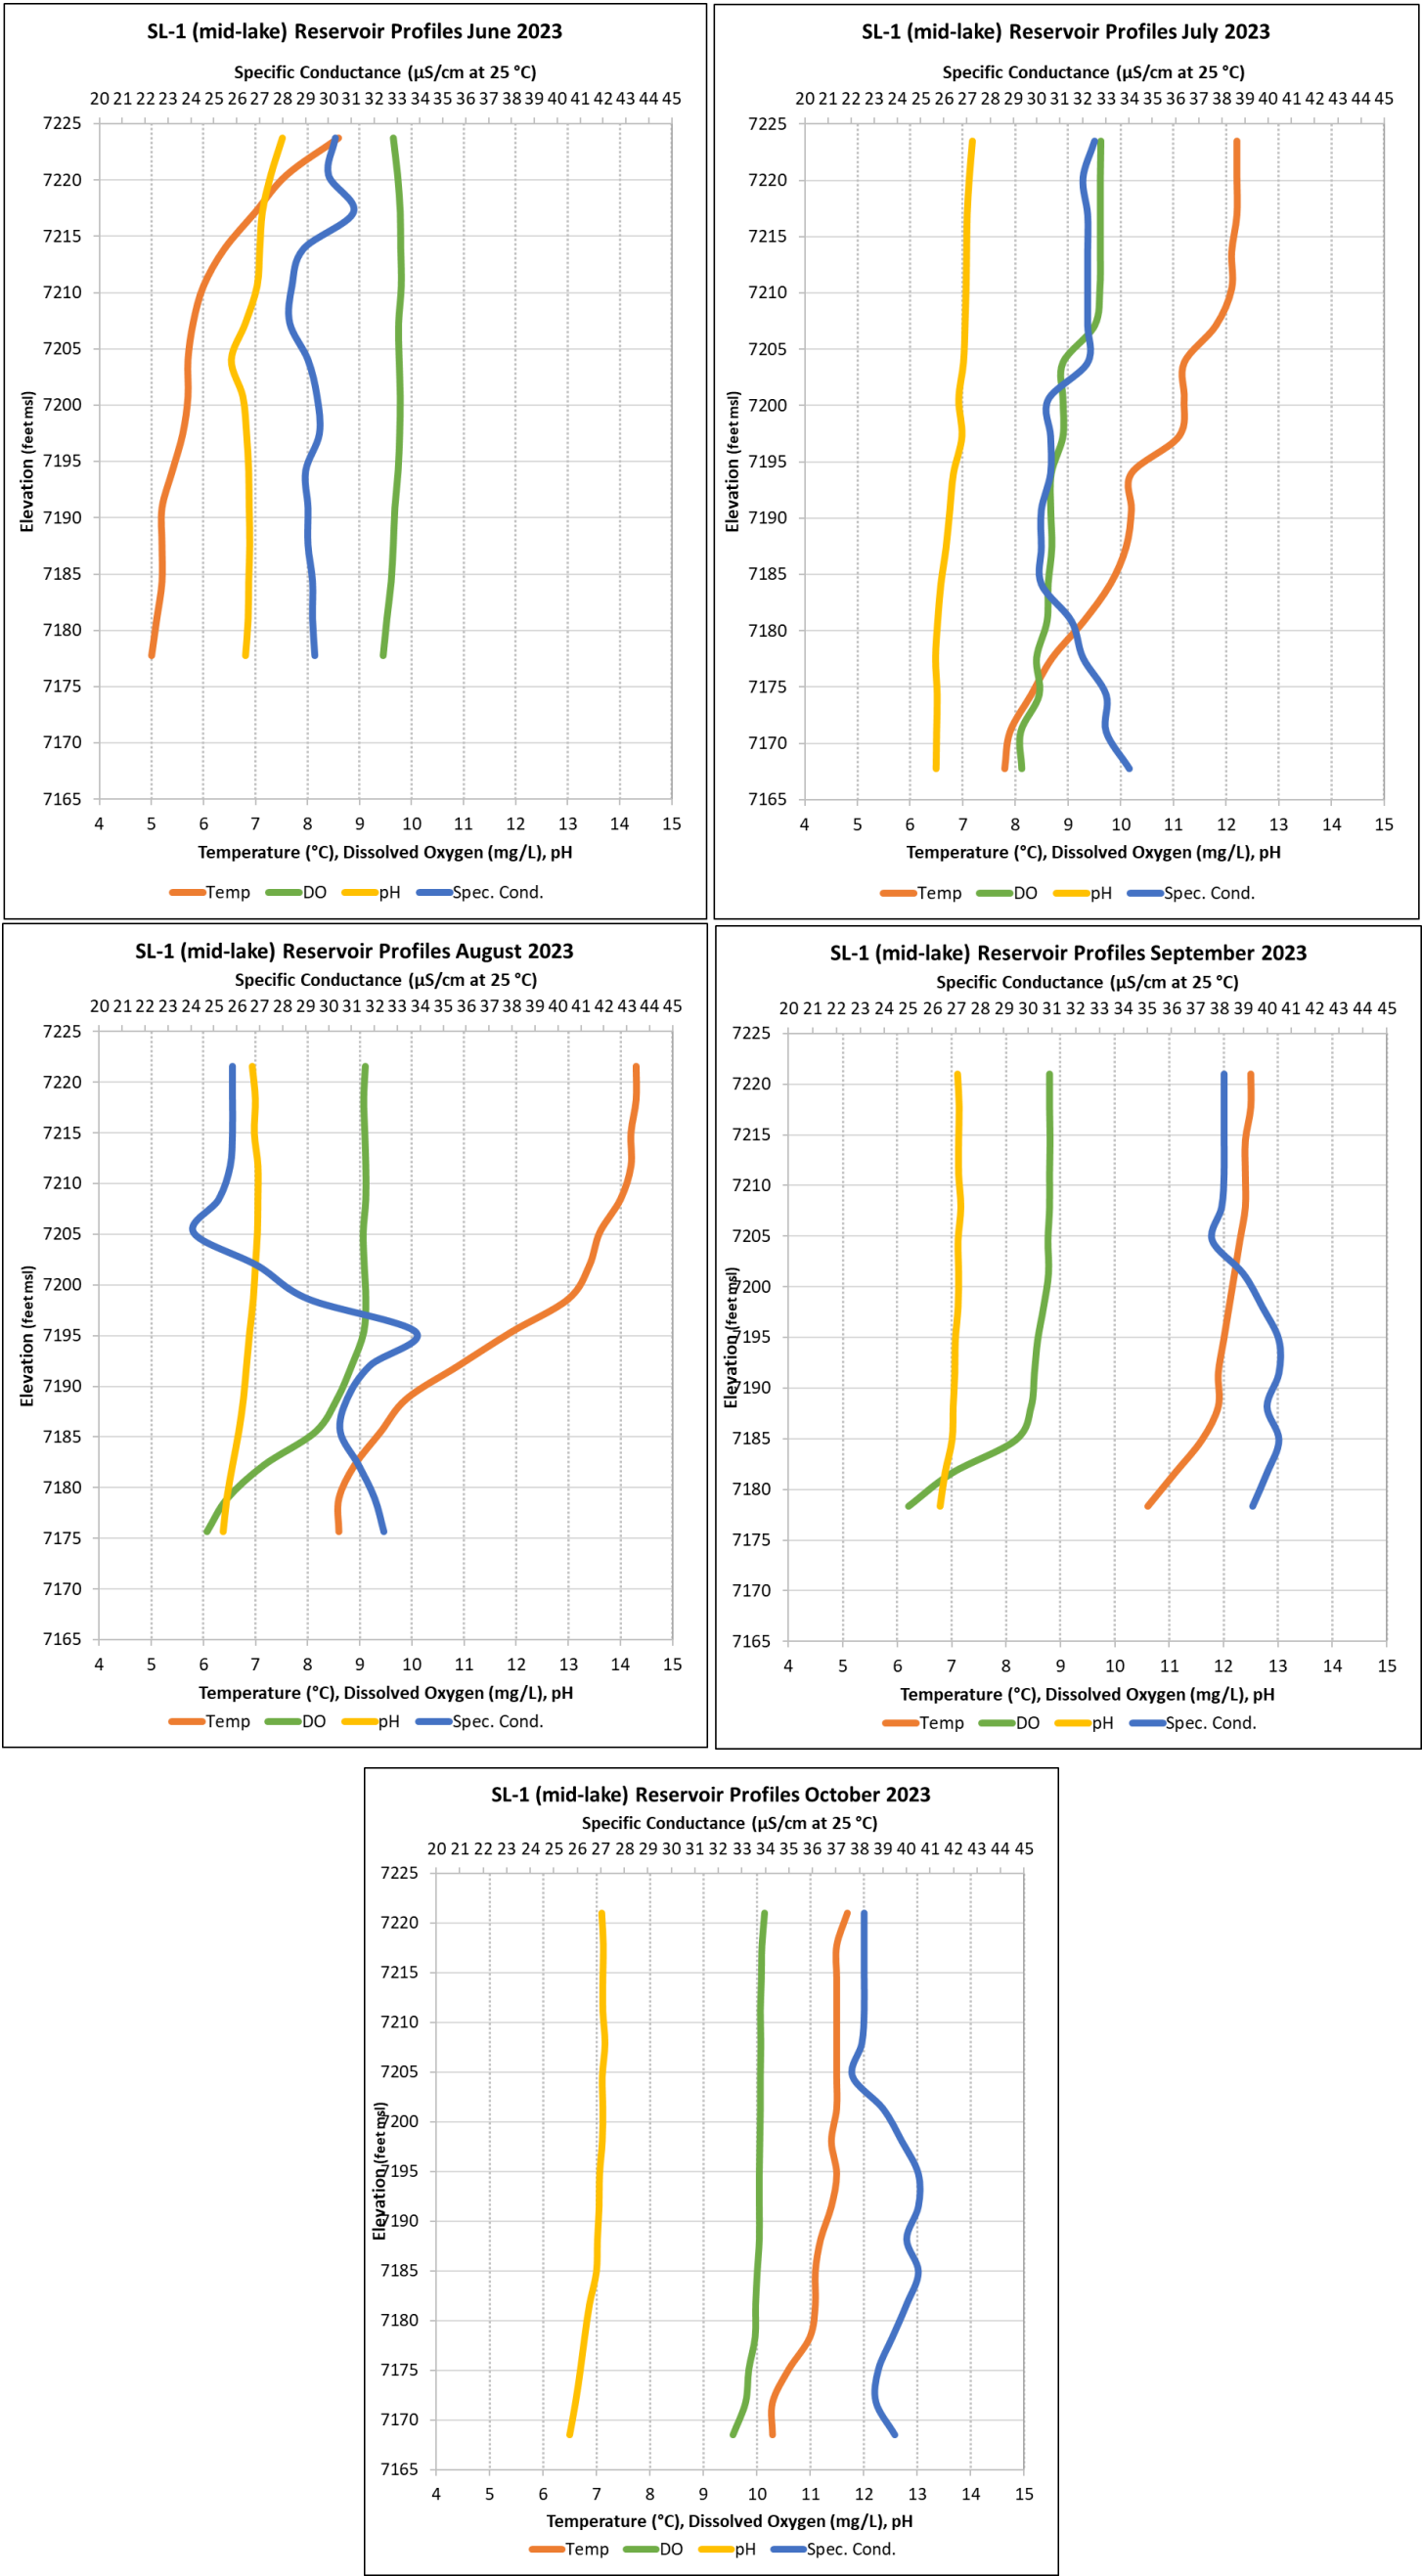 SL-1 (mid-lake) Reservoir Profiles June 2023
Specific Conductance (µS/cm at 25 °C)
20 21 22 23 24 25 26 27 28 29 30 31 32 33 34 35 36 37 38 39 40 41 42 43 44 45
7225
7220
7215
7210
7205
7200
7195
7190
7185
7180
7175
7170
7165
Elevation (feet msl)
4 5 6 7 8 9 10 11 12 13 14 15
Temperature (°C), Dissolved Oxygen (mg/L), pH
Temp DO pH Spec. Cond.
SL-1 (mid-lake) Reservoir Profiles July 2023
Specific Conductance (µS/cm at 25 °C)
20 21 22 23 24 25 26 27 28 29 30 31 32 33 34 35 36 37 38 39 40 41 42 43 44 45
7225
7220
7215
7210
7205
7200
7195
7190
7185
7180
7175
7170
7165
Elevation (feet msl)
4 5 6 7 8 9 10 11 12 13 14 15
Temperature (°C), Dissolved Oxygen (mg/L), pH
Temp DO pH Spec. Cond.
SL-1 (mid-lake) Reservoir Profiles August 2023
Specific Conductance (µS/cm at 25 °C)
20 21 22 23 24 25 26 27 28 29 30 31 32 33 34 35 36 37 38 39 40 41 42 43 44 45
7225
7220
7215
7210
7205
7200
7195
7190
7185
7180
7175
7170
7165
Elevation (feet msl)
4 5 6 7 8 9 10 11 12 13 14 15
Temperature (°C), Dissolved Oxygen (mg/L), pH
Temp DO pH Spec. Cond.
SL-1 (mid-lake) Reservoir Profiles September 2023
Specific Conductance (µS/cm at 25 °C)
20 21 22 23 24 25 26 27 28 29 30 31 32 33 34 35 36 37 38 39 40 41 42 43 44 45
7225
7220
7215
7210
7205
7200
7195
7190
7185
7180
7175
7170
7165
Elevation (feet msl)
4 5 6 7 8 9 10 11 12 13 14 15
Temperature (°C), Dissolved Oxygen (mg/L), pH
Temp DO pH Spec. Cond.
SL-1 (mid-lake) Reservoir Profiles October 2023
Specific Conductance (µS/cm at 25 °C)
20 21 22 23 24 25 26 27 28 29 30 31 32 33 34 35 36 37 38 39 40 41 42 43 44 45
7225
7220
7215
7210
7205
7200
7195
7190
7185
7180
7175
7170
7165
Elevation (feet msl)
4 5 6 7 8 9 10 11 12 13 14 15
Temperature (°C), Dissolved Oxygen (mg/L), pH
Temp DO pH Spec. Cond.